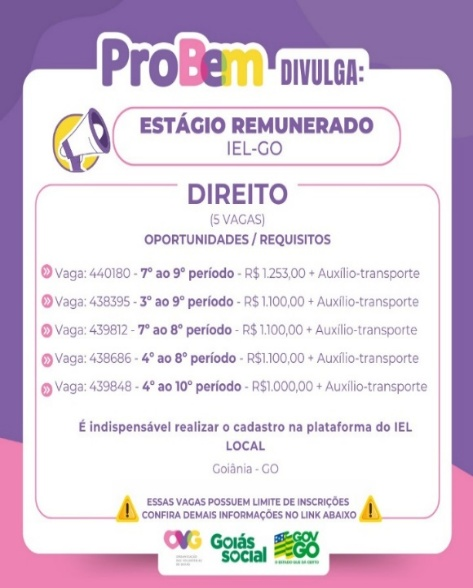 ProBem DIVULGA:
ESTÁGIO REMUNERADO
IEL-GO
DIREITO
(5 VAGAS)
OPORTUNIDADES / REQUISITOS
Vaga: 440180 - 7º ao 9º período - R$ 1.253,00 + Auxílio-transporte
Vaga: 438395 - 3º ao 9º período - R$ 1.100,00 + Auxílio-transporte
Vaga: 439812 - 7º ao 8º período - R$ 1.100,00 + Auxílio-transporte
Vaga: 438686 - 4º ao 8º período - R$1.100,00 + Auxílio-transporte
Vaga: 439848 - 4º ao 10º período - R$1.000,00 + Auxílio-transporte
É indispensável realizar o cadastro na plataforma do IEL
LOCAL
Goiânia - GO
ESSAS VAGAS POSSUEM LIMITE DE INSCRIÇÕES
CONFIRA DEMAIS INFORMAÇÕES NO LINK ABAIXO
OVG
Goiás
social
GOV
GO
O ESTADO QUE DÁ CERTO